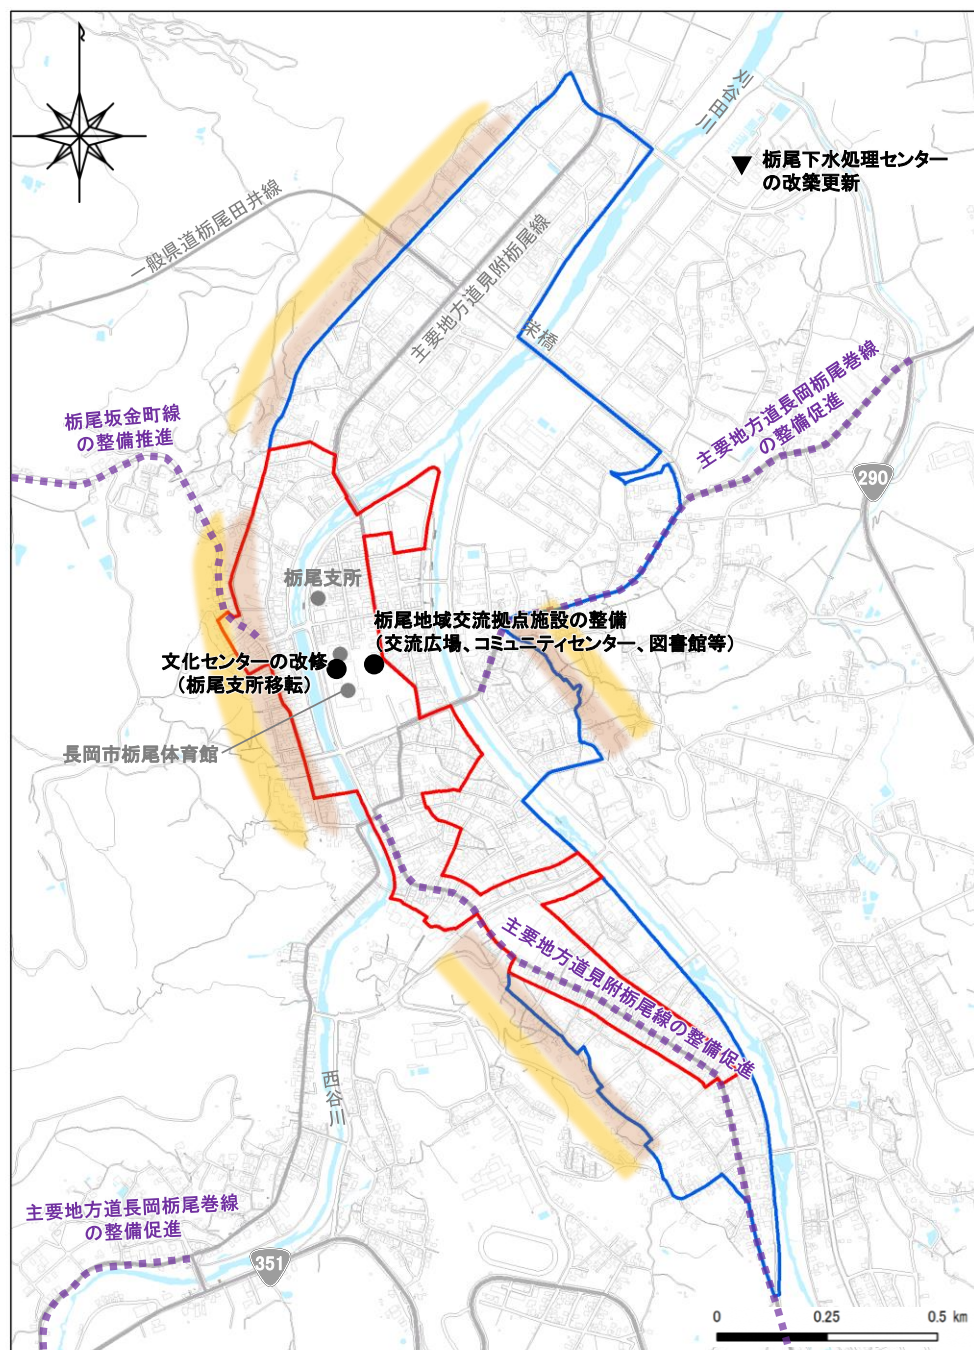 刈谷田川
栃尾下水処理センター
の改築更新
一般県道栃尾田井線
主要地方道見附栃尾線
栄橋
主要地方道長岡栃尾巻線
の整備促進
栃尾坂金町線
の整備推進
290
栃尾支所
栃尾地域交流拠点施設の整備
（交流広場、コミュニティセンター、図書館等）
文化センターの改修
（栃尾支所移転）
長岡市栃尾体育館
主要地方道見附栃尾線の整備促進
西谷川
主要地方道長岡栃尾巻線
の整備促進
351
0 0.25 0.5 km